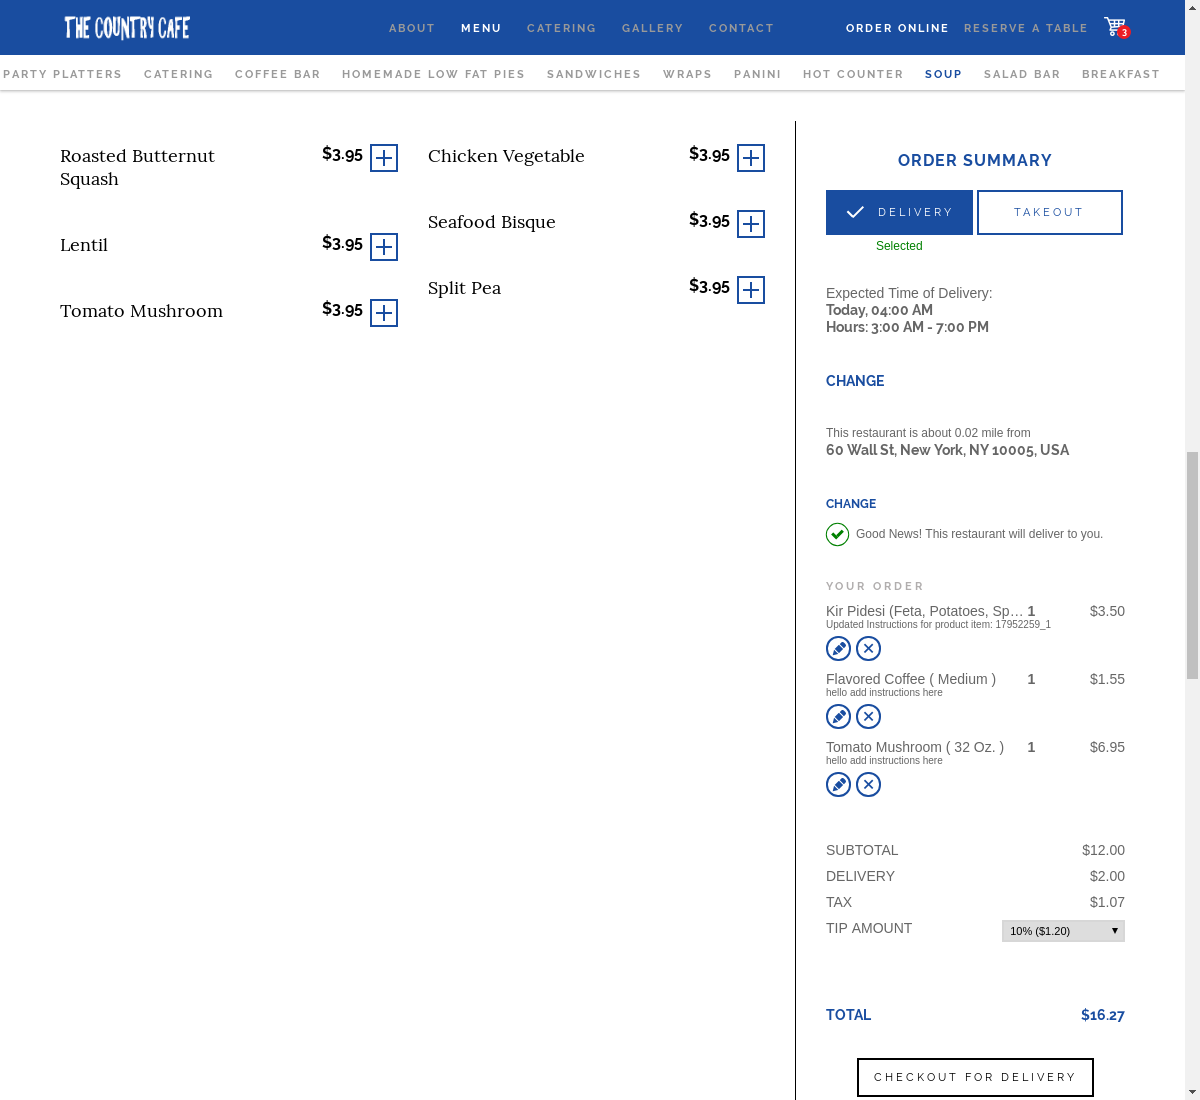 THE COUNTRY CAFE
ABOUT MENU CATERING GALLERY CONTACT ORDER ONLINE RESERVE A TABLE 3
PARTY PLATTERS CATERING COFFEE BAR HOMEMADE LOW FAT PIES SANDWICHES WRAPS PANINI HOT COUNTER SOUP SALAD BAR BREAKFAST
Roasted Butternut Squash $3.95
Lentil $3.95
Tomato Mushroom $3.95
Chicken Vegetable $3.95
Seafood Bisque $3.95
Split Pea $3.95
ORDER SUMMARY
DELIVERY TAKEOUT
Selected
Expected Time of Delivery:
Today, 04:00 AM
Hours: 3:00 AM - 7:00 PM
CHANGE
This restaurant is about 0.02 mile from
60 Wall St, New York, NY 10005, USA
CHANGE
Good News! This restaurant will deliver to you.
YOUR ORDER
Kir Pidesi (Feta, Potatoes, Sp... 1 $3.50
Updated Instructions for product item: 17952259_1
Flavored Coffee ( Medium ) 1 $1.55
hello add instructions here
Tomato Mushroom ( 32 Oz. ) 1 $6.95
hello add instructions here
SUBTOTAL $12.00
DELIVERY $2.00
TAX $1.07
TIP AMOUNT 10% ($1.20)
TOTAL $16.27
CHECKOUT FOR DELIVERY